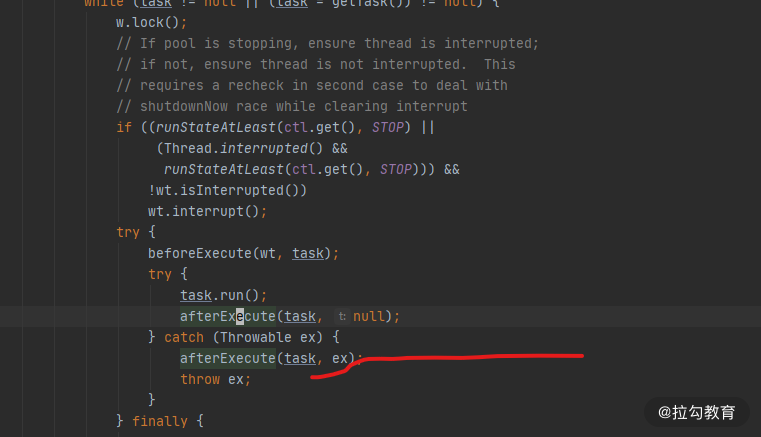 while (task != null || (task = getTask()) != null) {
w.lock();
// If pool is stopping, ensure thread is interrupted;
// if not, ensure thread is not interrupted.  This
// requires a recheck in second case to deal with
// shutdownNow race while clearing interrupt
if ((runStateAtLeast(ctl.get(), STOP) ||
(Thread.interrupted() &&
runStateAtLeast(ctl.get(), STOP))) &&
!wt.isInterrupted())
wt.interrupt();
try {
beforeExecute(wt, task);
try {
task.run();
afterExecute(task, t: null);
} catch (Throwable ex) {
afterExecute(task, ex);
throw ex;
}
} finally {
@拉勾教育